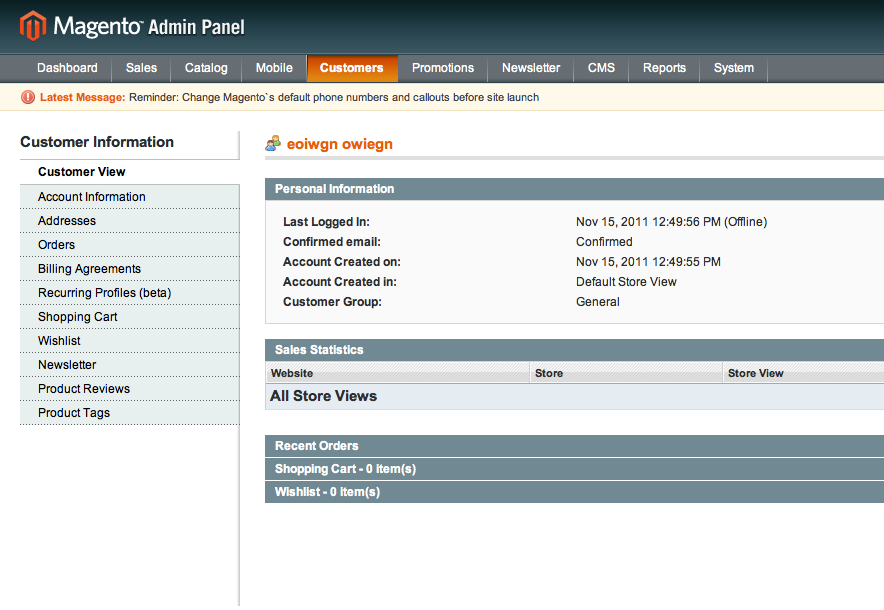 Magento™ Admin Panel
Dashboard Sales Catalog Mobile Customers Promotions Newsletter CMS Reports System
Latest Message: Reminder: Change Magento`s default phone numbers and callouts before site launch
Customer Information
Customer View
Account Information
Addresses
Orders
Billing Agreements
Recurring Profiles (beta)
Shopping Cart
Wishlist
Newsletter
Product Reviews
Product Tags
eoiwgn owiegn
Personal Information
Last Logged In: Nov 15, 2011 12:49:56 PM (Offline)
Confirmed email: Confirmed
Account Created on: Nov 15, 2011 12:49:55 PM
Account Created in: Default Store View
Customer Group: General
Sales Statistics
Website Store Store View
All Store Views
Recent Orders
Shopping Cart - 0 item(s)
Wishlist - 0 item(s)